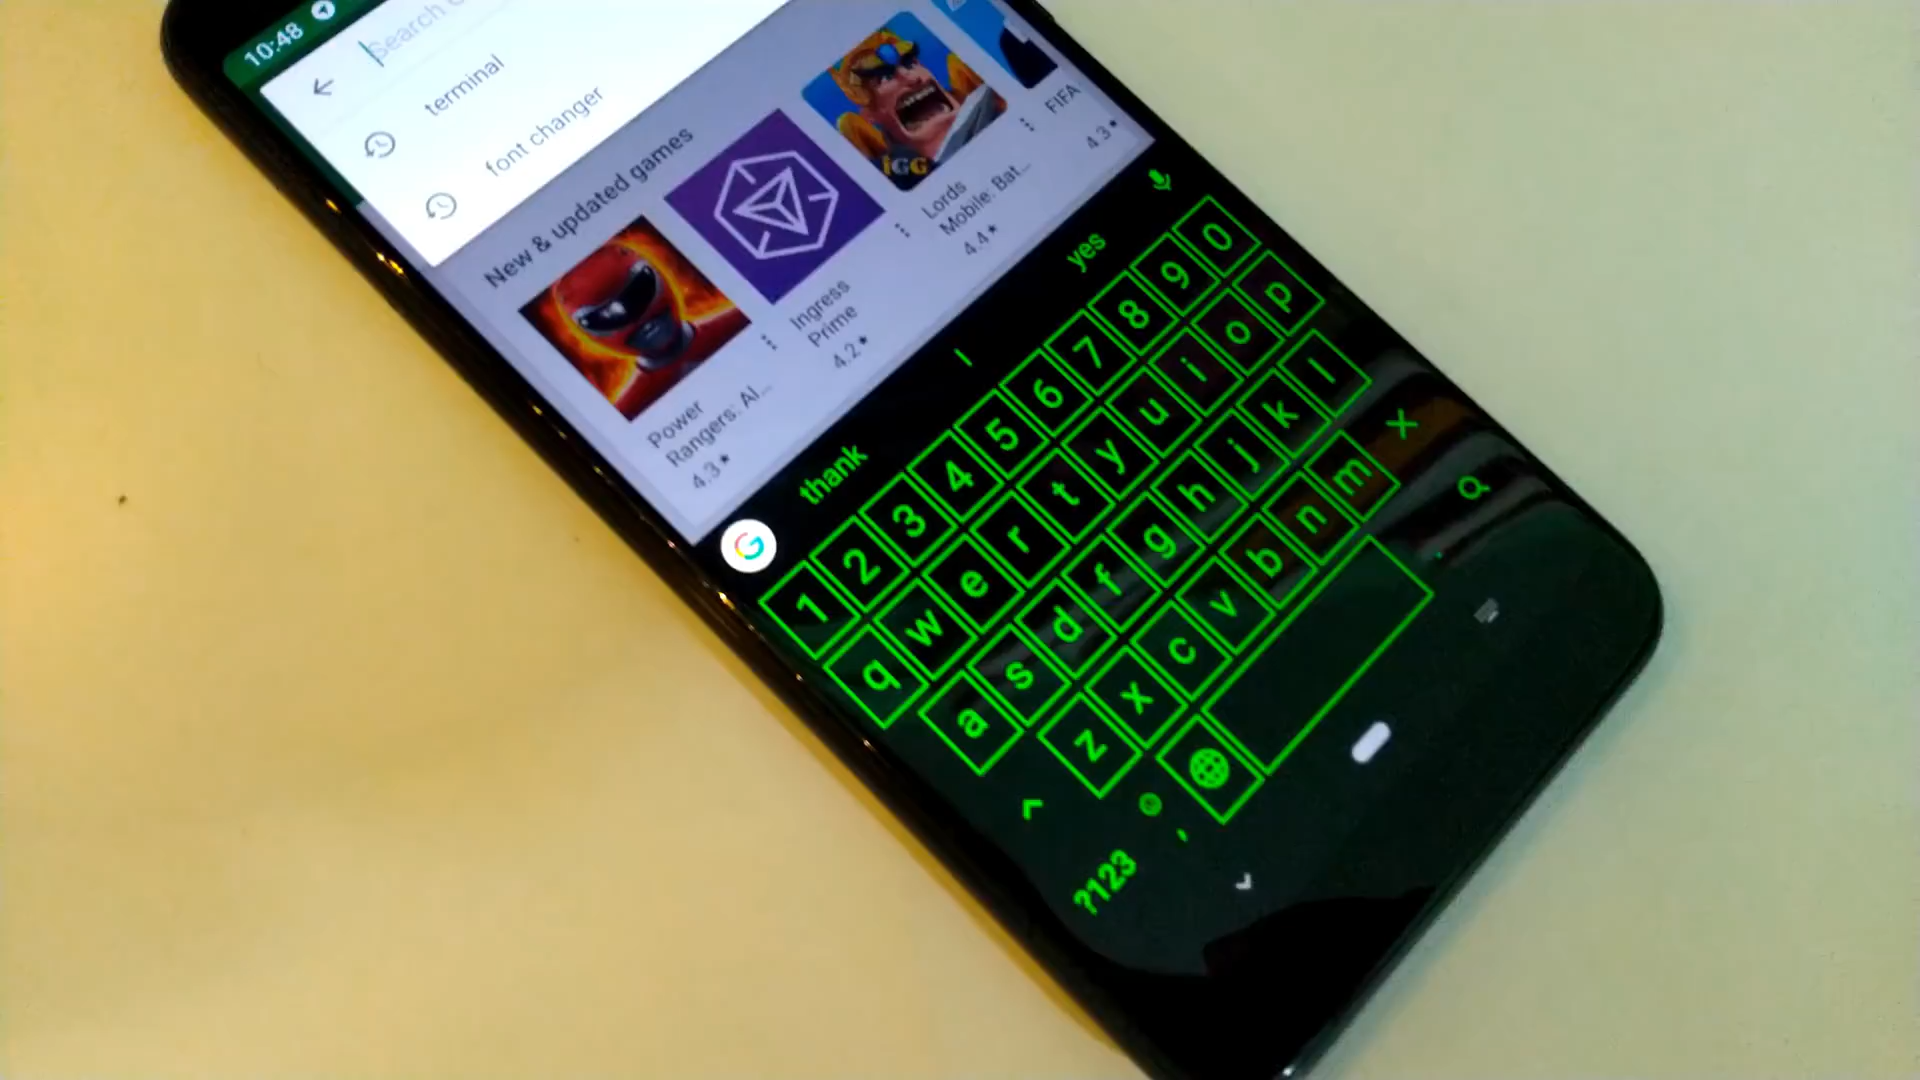 10:48
Search
terminal
font changer
New & updated games
Power
Rangers: Al...
4.3★
Ingress
Prime
4.2★
IGG
Lords
Mobile: Bat...
4.4★
FIFA
4.3★
thank
I
yes
1 2 3 4 5 6 7 8 9 0
q w e r t y u i o p
a s d f g h j k l
z x c v b n m
?123 ,